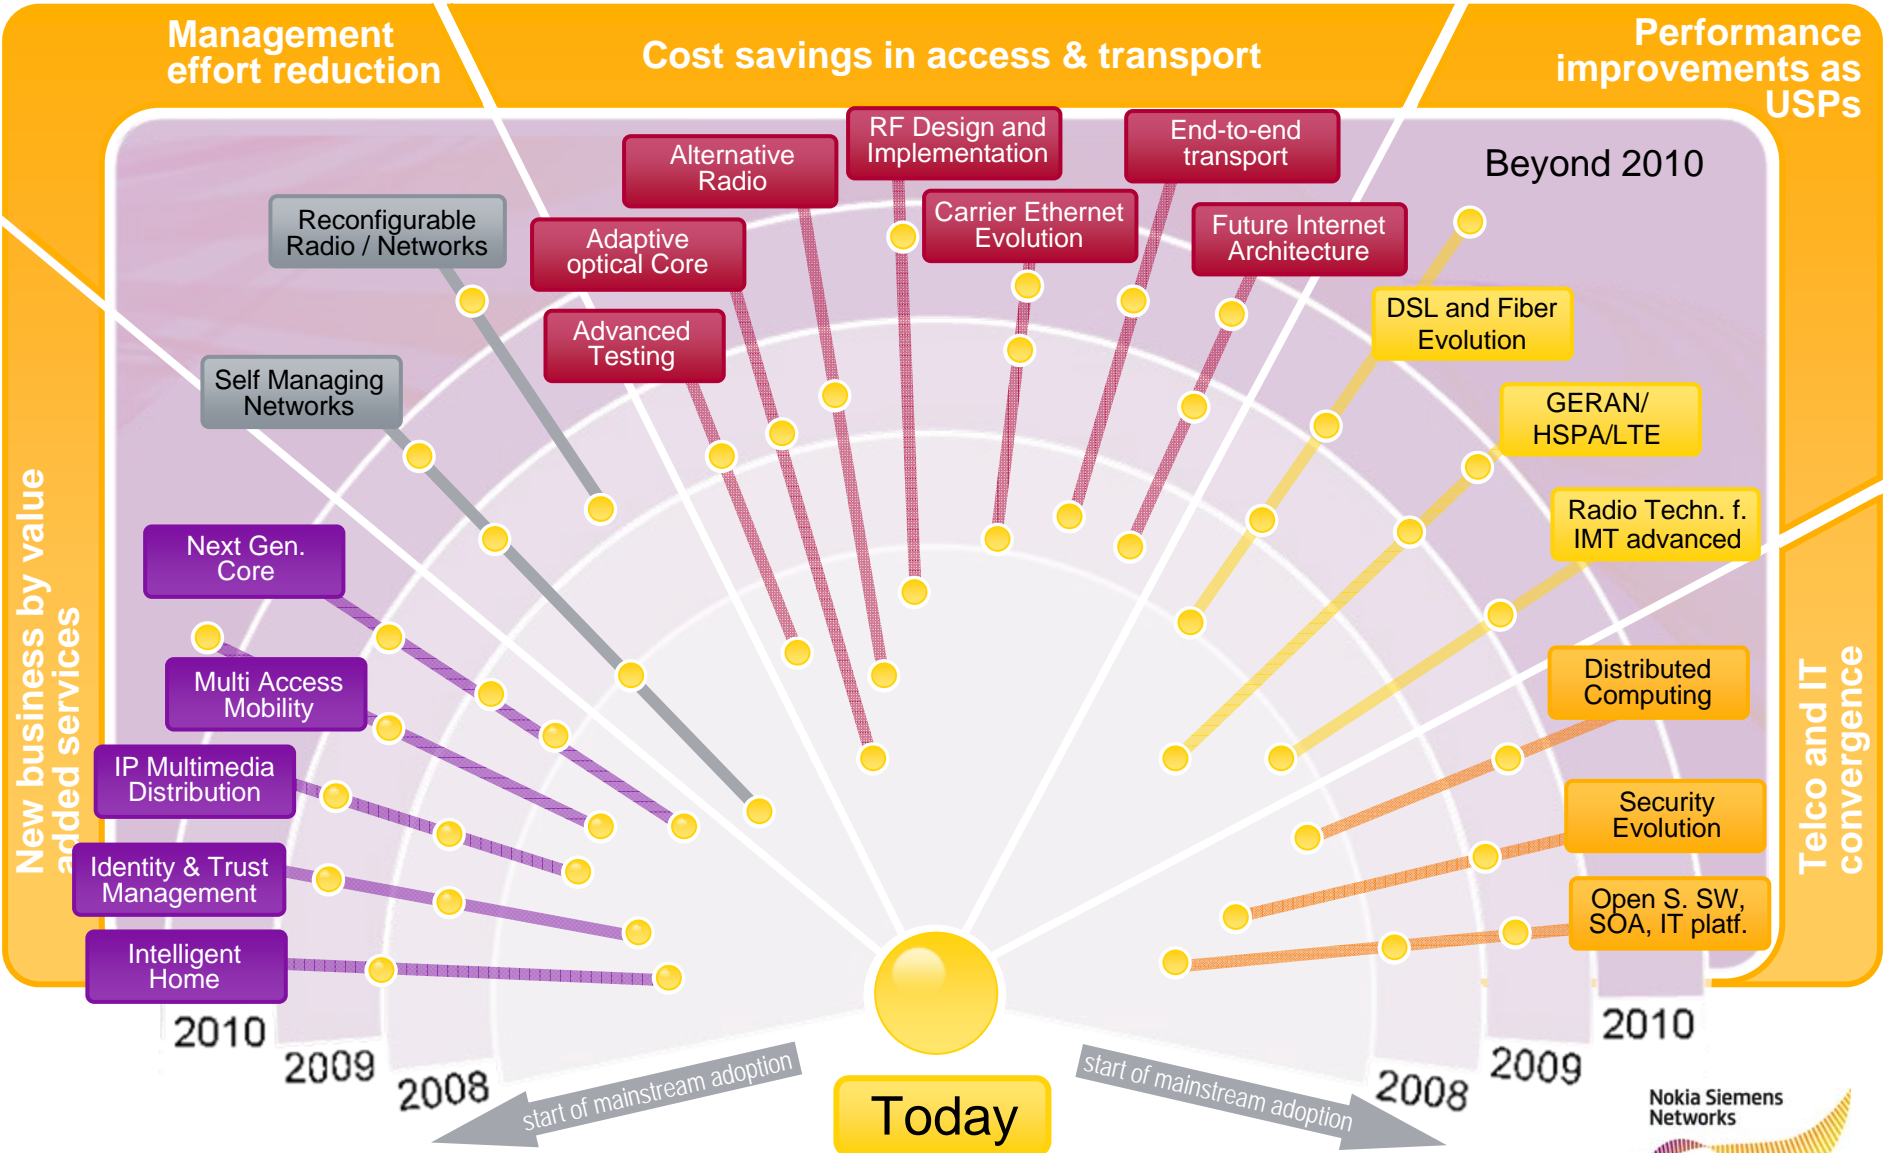 Management
effort reduction
Cost savings in access & transport
Performance
improvements as
USPs
Beyond 2010
RF Design and
Implementation
End-to-end
transport
Alternative
Radio
Carrier Ethernet
Evolution
Future Internet
Architecture
Reconfigurable
Radio / Networks
Adaptive
optical Core
Advanced
Testing
DSL and Fiber
Evolution
Self Managing
Networks
GERAN/
HSPA/LTE
Radio Techn. f.
IMT advanced
New business by value
added services
Next Gen.
Core
Multi Access
Mobility
IP Multimedia
Distribution
Identity & Trust
Management
Intelligent
Home
Distributed
Computing
Security
Evolution
Open S. SW,
SOA, IT platf.
Telco and IT
convergence
2010
2009
2008
start of mainstream adoption
Today
start of mainstream adoption
2008
2009
2010
Nokia Siemens
Networks